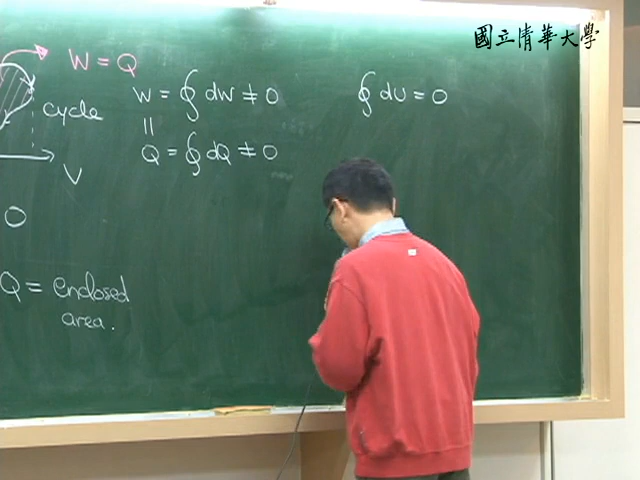 國立清華大學
W = Q
W = ∮ dW ≠ 0
∮ dU = 0
cycle
||
Q = ∮ dQ ≠ 0
V
0
Q = enclosed
area.